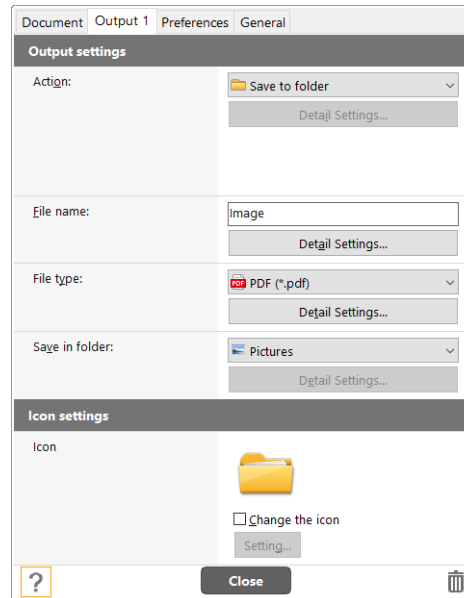 Document Output 1 Preferences General
Output settings
Action:
Save to folder
Detail Settings...
File name:
Image
Detail Settings...
File type:
PDF PDF (*.pdf)
Detail Settings...
Save in folder:
Pictures
Detail Settings...
Icon settings
Icon
Change the icon
Setting...
? Close